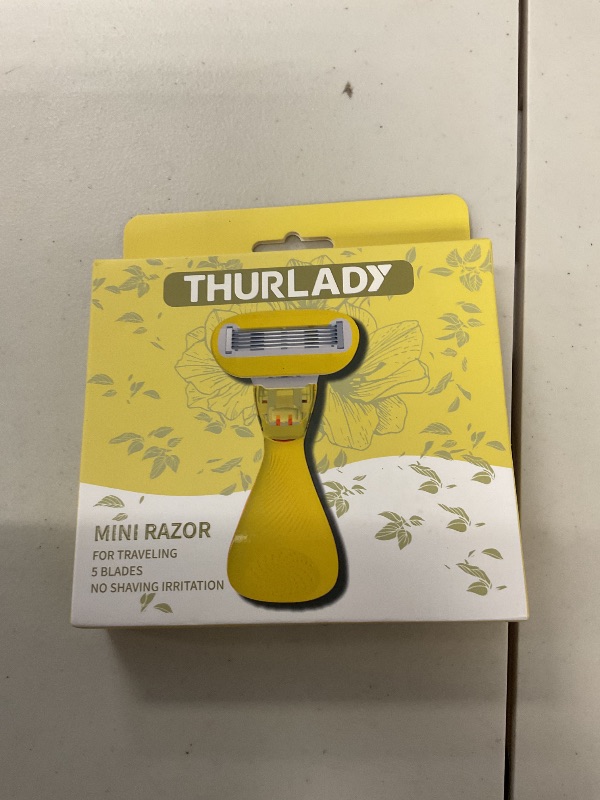 THURLADY
MINI RAZOR
FOR TRAVELING
5 BLADES
NO SHAVING IRRITATION